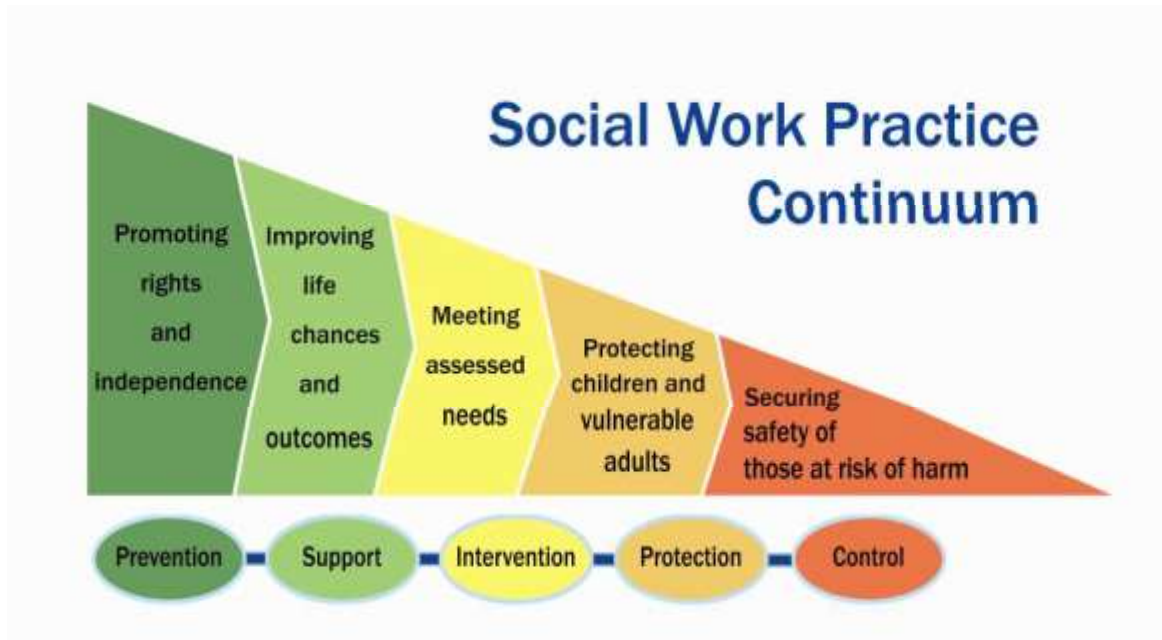 Social Work Practice
Continuum
Promoting
rights
and
independence
Improving
life
chances
and
outcomes
Meeting
assessed
needs
Protecting
children and
vulnerable
adults
Securing
safety of
those at risk of harm
Prevention
Support
Intervention
Protection
Control